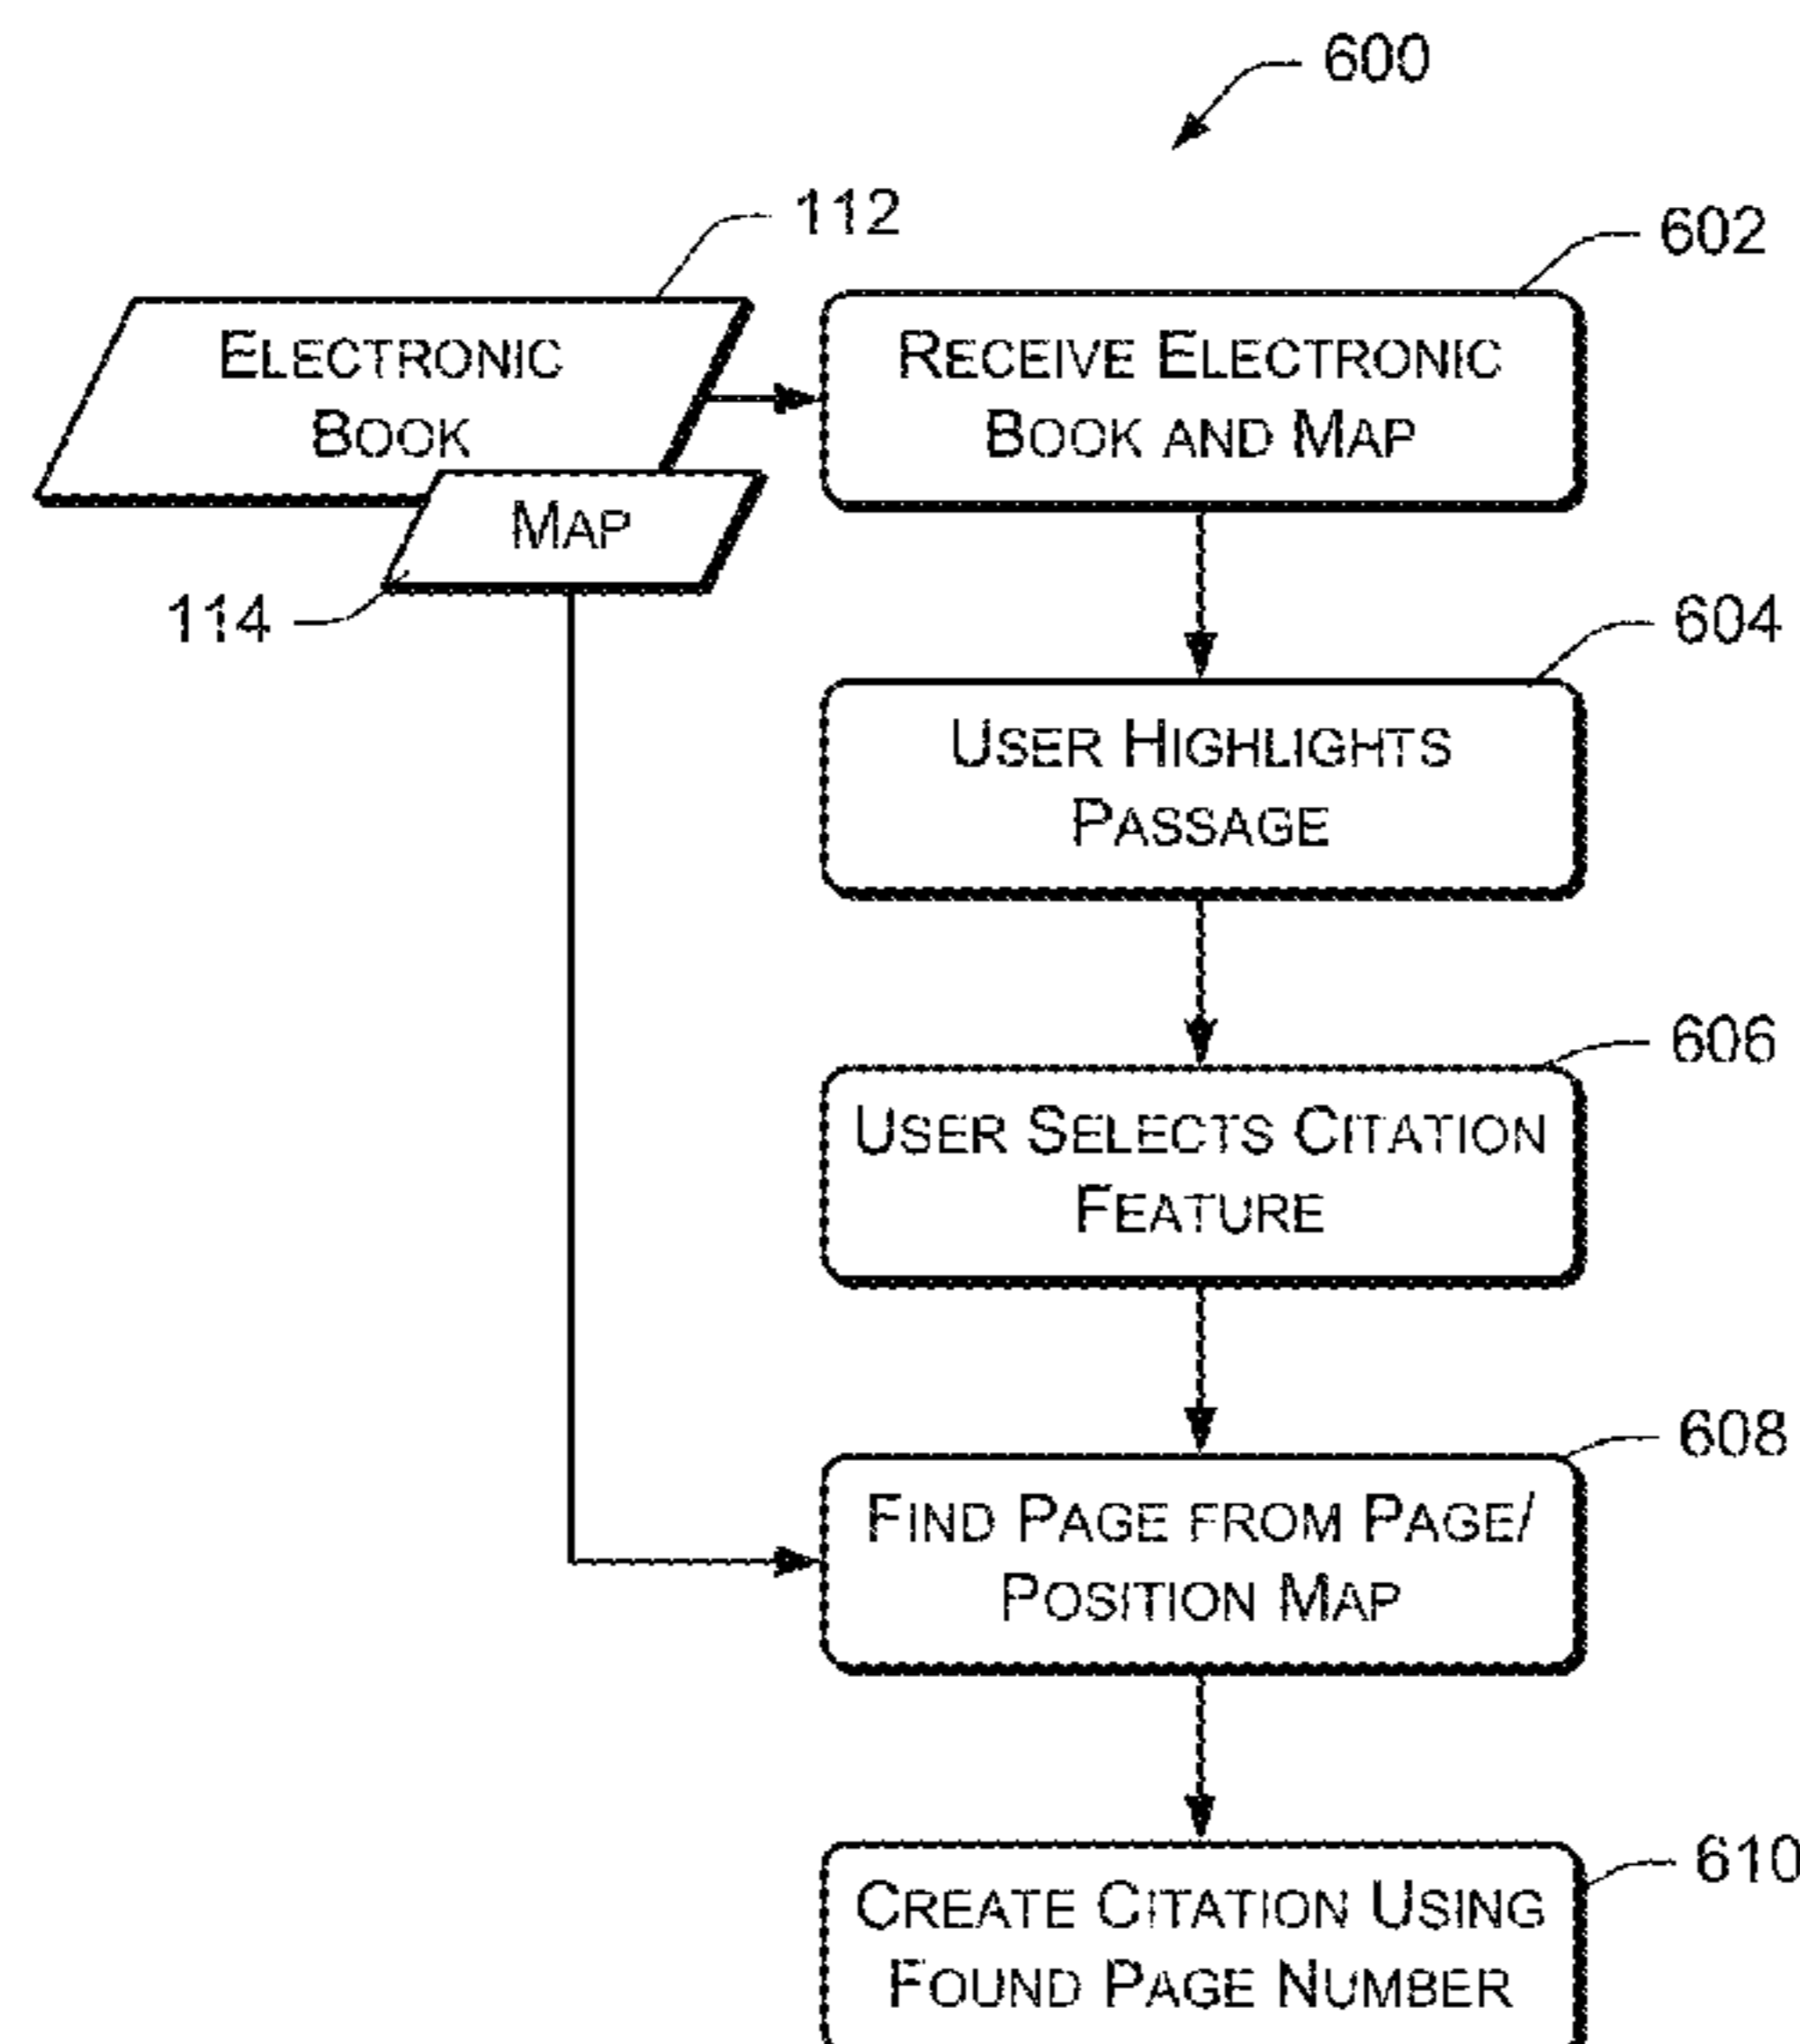 600
112
602
ELECTRONIC
BOOK
RECEIVE ELECTRONIC
BOOK AND MAP
MAP
114
604
USER HIGHLIGHTS
PASSAGE
606
USER SELECTS CITATION
FEATURE
608
FIND PAGE FROM PAGE/
POSITION MAP
610
CREATE CITATION USING
FOUND PAGE NUMBER